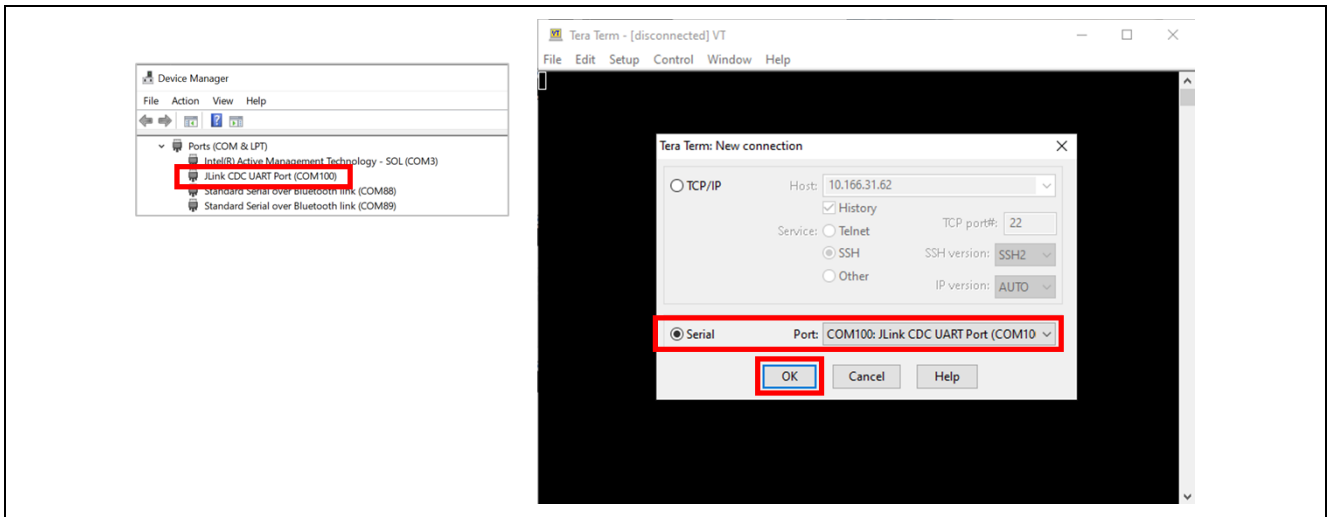 Device Manager
File Action View Help
Ports (COM & LPT)
Intel(R) Active Management Technology - SOL (COM3)
JLink CDC UART Port (COM100)
Standard Serial over Bluetooth link (COM88)
Standard Serial over Bluetooth link (COM89)
VT Tera Term - [disconnected] VT
File Edit Setup Control Window Help
Tera Term: New connection
TCP/IP Host: 10.166.31.62
History
Service: Telnet TCP port#: 22
SSH SSH version: SSH2
Other IP version: AUTO
Serial Port: COM100: JLink CDC UART Port (COM10
OK Cancel Help